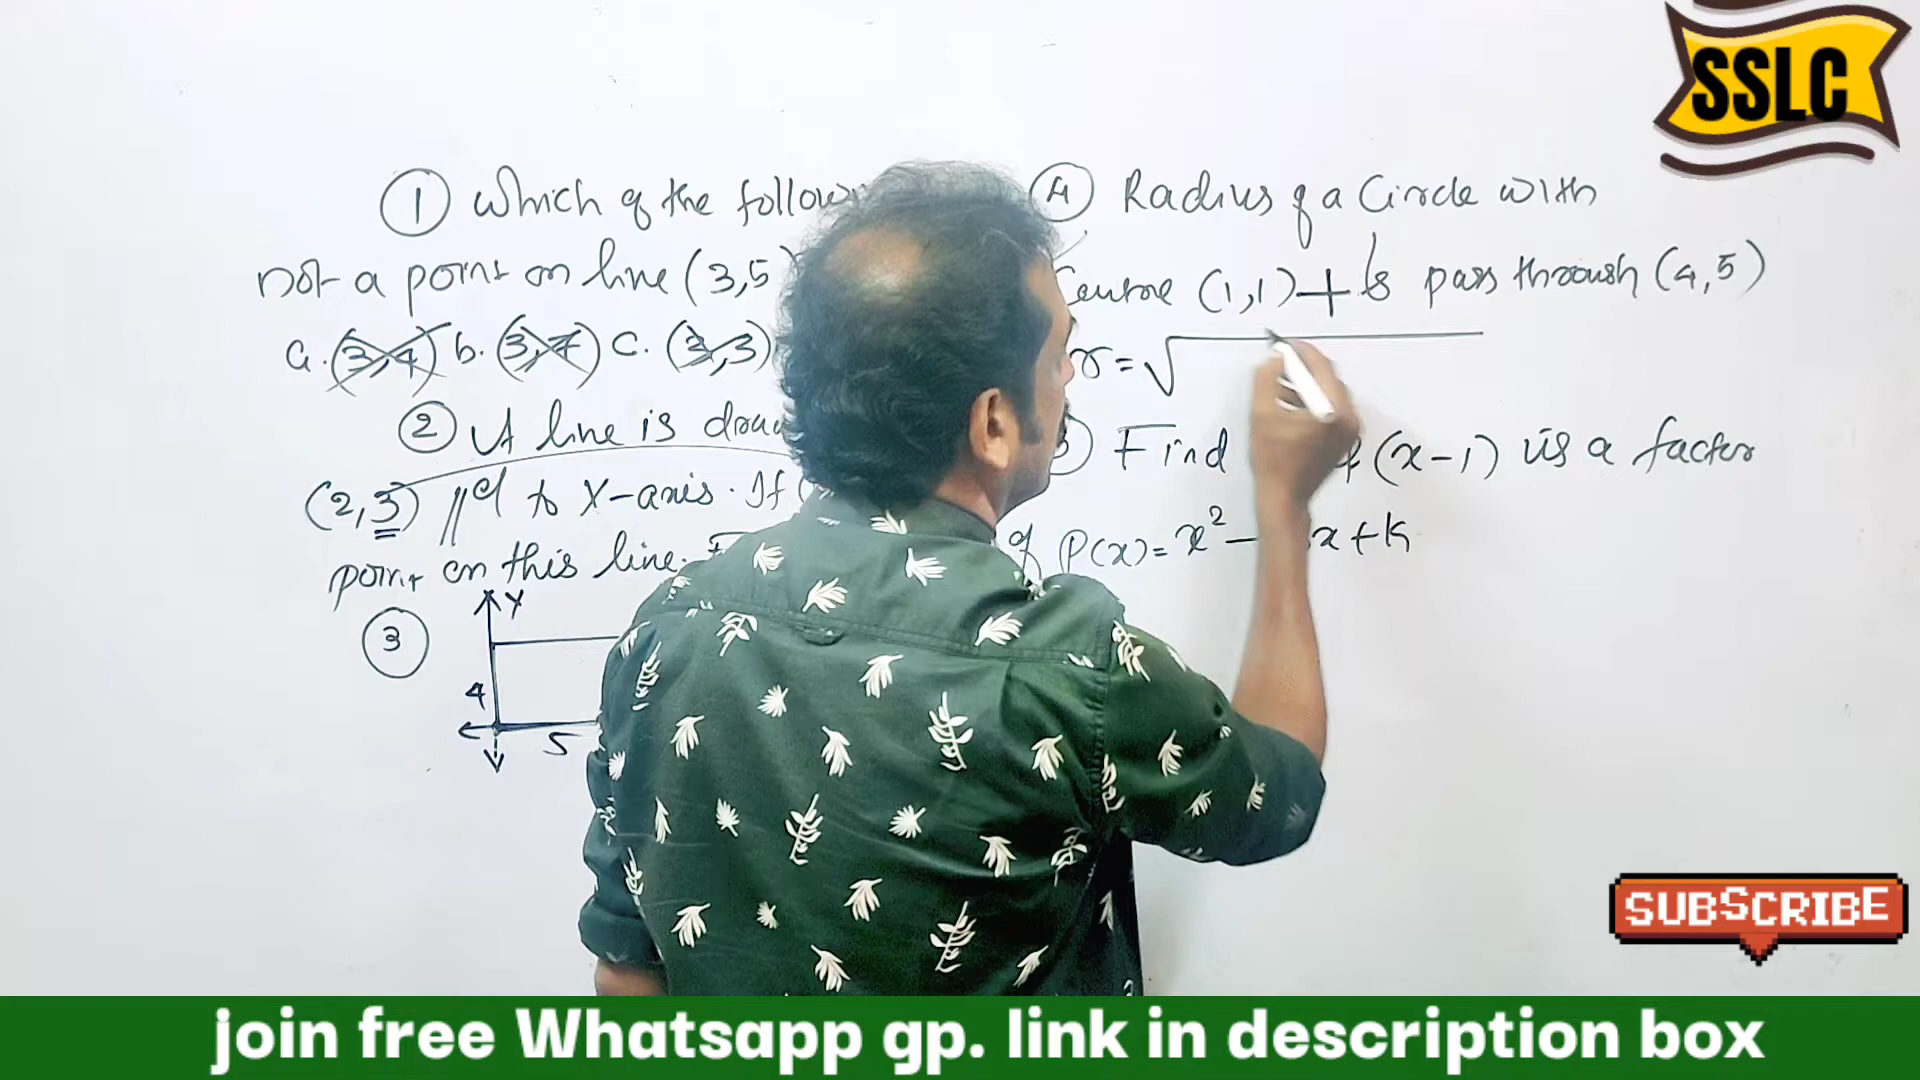 SSLC
① Which of the follow
not a point on line (3,5)
a. (3,4) b. (3,7) c. (3,3)
② A line is draw
(2,3) ||el to X-axis. If (
point on this line.
③ Y
4
5
④ Radius of a Circle with
Centre (1,1) + is pass through (4,5)
r = √
Find (x-1) is a factor
of P(x) = x² - x + k
SUBSCRIBE
join free Whatsapp gp. link in description box